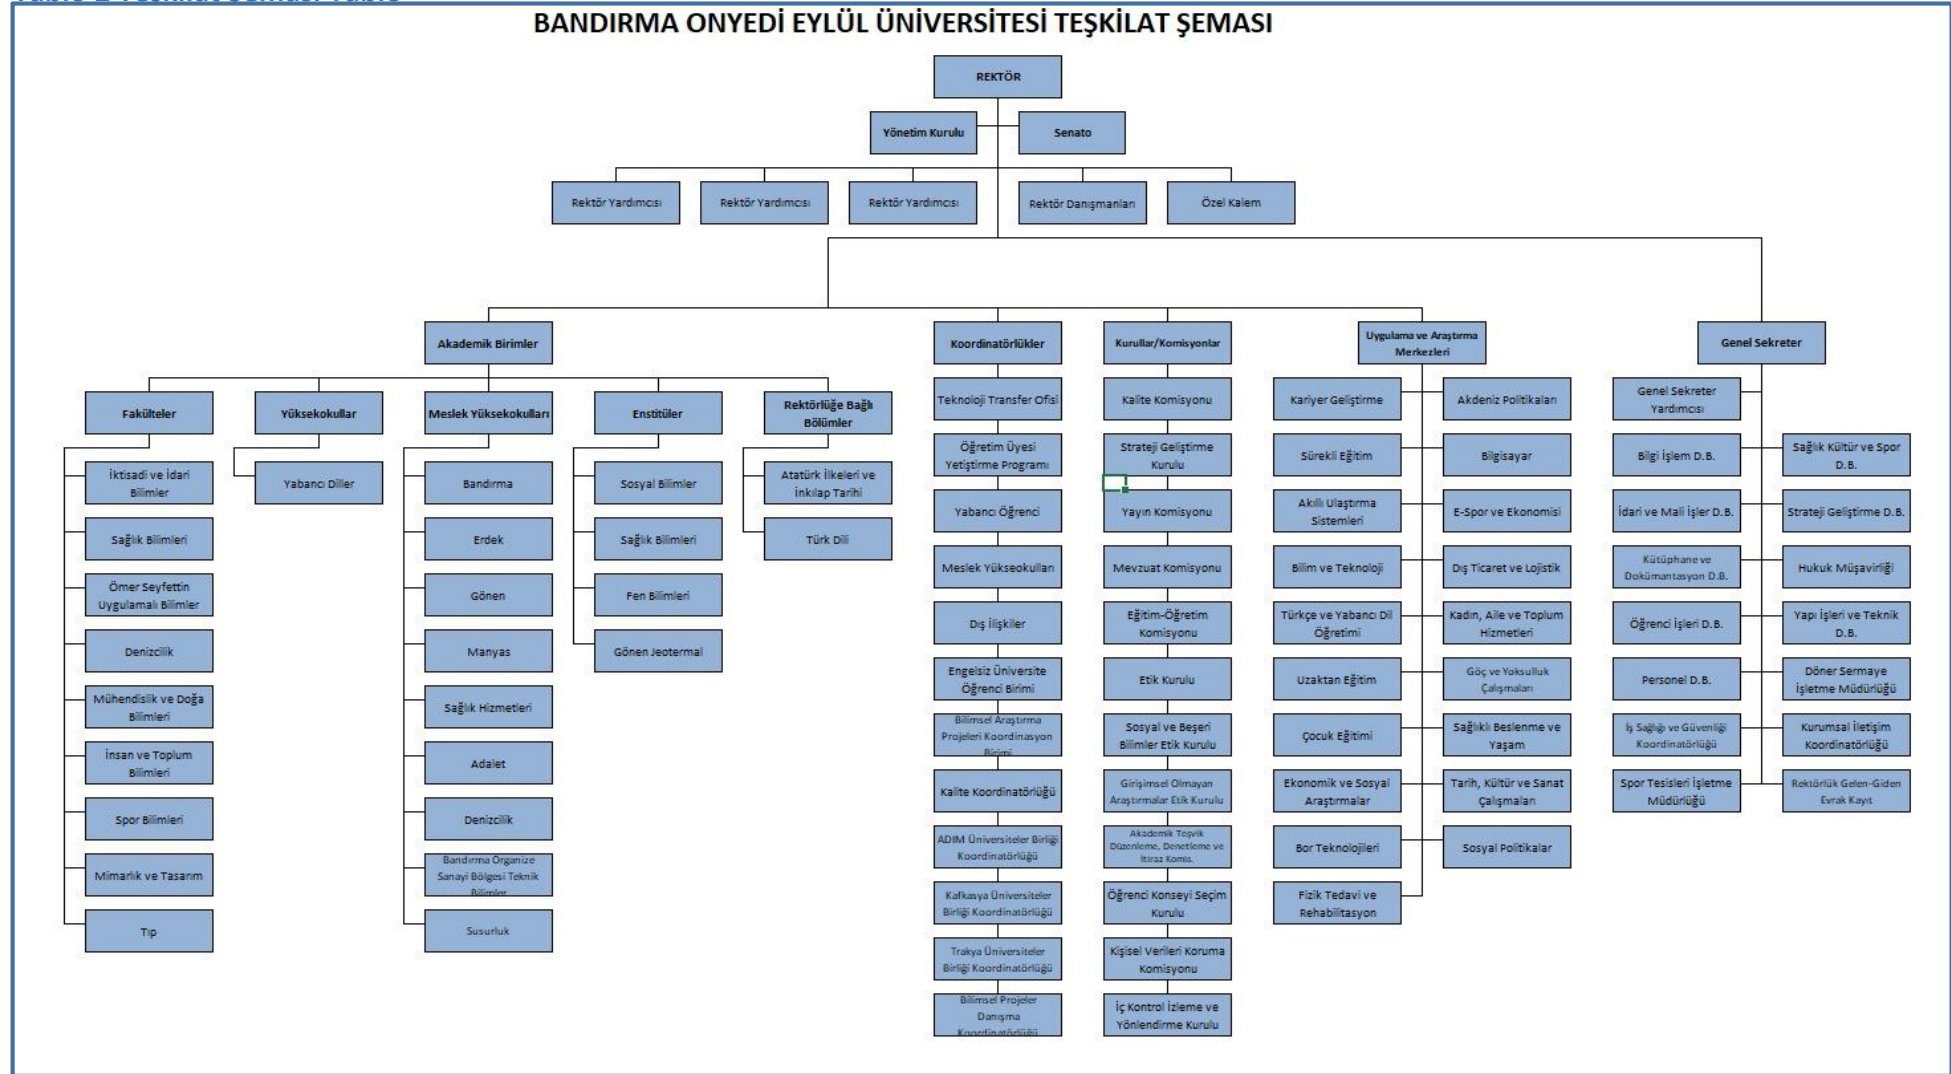 BANDIRMA ONYEDİ EYLÜL ÜNİVERSİTESİ TEŞKİLAT ŞEMASI
REKTÖR
Yönetim Kurulu
Senato
Rektör Yardımcısı
Rektör Yardımcısı
Rektör Yardımcısı
Rektör Danışmanları
Özel Kalem
Akademik Birimler
Koordinatörlükler
Kurullar/Komisyonlar
Uygulama ve Araştırma
Merkezleri
Genel Sekreter
Fakülteler
Yüksekokullar
Meslek Yüksekokulları
Enstitüler
Rektörlüğe Bağlı
Bölümler
İktisadi ve İdari
Bilimler
Sağlık Bilimleri
Ömer Seyfettin
Uygulamalı Bilimler
Denizcilik
Mühendislik ve Doğa
Bilimleri
İnsan ve Toplum
Bilimleri
Spor Bilimleri
Mimarlık ve Tasarım
Tıp
Yabancı Diller
Bandırma
Erdek
Gönen
Manyas
Sağlık Hizmetleri
Adalet
Denizcilik
Bandırma Organize
Sanayi Bölgesi Teknik
Bilimler
Susurluk
Sosyal Bilimler
Sağlık Bilimleri
Fen Bilimleri
Gönen Jeotermal
Atatürk İlkeleri ve
İnkılap Tarihi
Türk Dili
Teknoloji Transfer Ofisi
Öğretim Üyesi
Yetiştirme Programı
Yabancı Öğrenci
Meslek Yükseokulları
Dış İlişkiler
Engelsiz Üniversite
Öğrenci Birimi
Bilimsel Araştırma
Projeleri Koordinasyon
Birimi
Kalite Koordinatörlüğü
ADIM Üniversiteler Birliği
Koordinatörlüğü
Kafkasya Üniversiteler
Birliği Koordinatörlüğü
Trakya Üniversiteler
Birliği Koordinatörlüğü
Bilimsel Projeler
Danışma
Koordinatörlüğü
Kalite Komisyonu
Strateji Geliştirme
Kurulu
Yayın Komisyonu
Mevzuat Komisyonu
Eğitim-Öğretim
Komisyonu
Etik Kurulu
Sosyal ve Beşeri
Bilimler Etik Kurulu
Girişimsel Olmayan
Araştırmalar Etik Kurulu
Akademik Teşvik
Düzenleme, Denetleme ve
İtiraz Komis.
Öğrenci Konseyi Seçim
Kurulu
Kişisel Verileri Koruma
Komisyonu
İç Kontrol İzleme ve
Yönlendirme Kurulu
Kariyer Geliştirme
Akdeniz Politikaları
Sürekli Eğitim
Bilgisayar
Akıllı Ulaştırma
Sistemleri
E-Spor ve Ekonomisi
Bilim ve Teknoloji
Dış Ticaret ve Lojistik
Türkçe ve Yabancı Dil
Öğretimi
Kadın, Aile ve Toplum
Hizmetleri
Uzaktan Eğitim
Göç ve Yoksulluk
Çalışmaları
Çocuk Eğitimi
Sağlıklı Beslenme ve
Yaşam
Ekonomik ve Sosyal
Araştırmalar
Tarih, Kültür ve Sanat
Çalışmaları
Bor Teknolojileri
Sosyal Politikalar
Fizik Tedavi ve
Rehabilitasyon
Genel Sekreter
Yardımcısı
Bilgi İşlem D.B.
Sağlık Kültür ve Spor
D.B.
İdari ve Mali İşler D.B.
Strateji Geliştirme D.B.
Kütüphane ve
Dokümantasyon D.B.
Hukuk Müşavirliği
Öğrenci İşleri D.B.
Yapı İşleri ve Teknik
D.B.
Personel D.B.
Döner Sermaye
İşletme Müdürlüğü
İş Sağlığı ve Güvenliği
Koordinatörlüğü
Kurumsal İletişim
Koordinatörlüğü
Spor Tesisleri İşletme
Müdürlüğü
Rektörlük Gelen-Giden
Evrak Kayıt